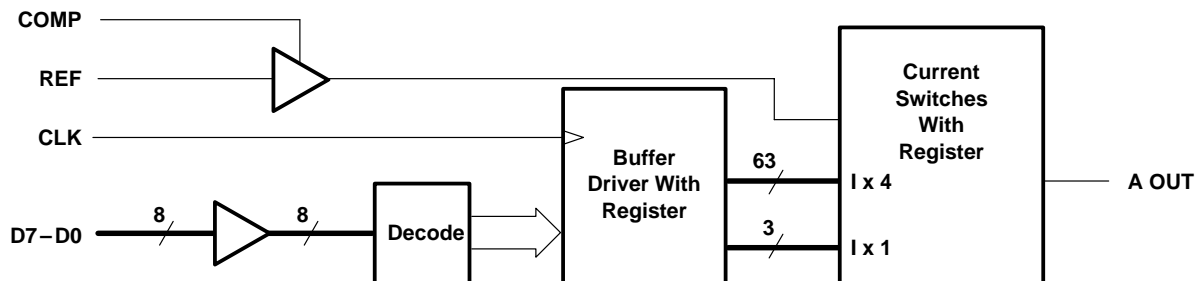 COMP
REF
CLK
D7–D0
8
8
Decode
Buffer
Driver With
Register
63
3
Current
Switches
With
Register
I x 4
I x 1
A OUT